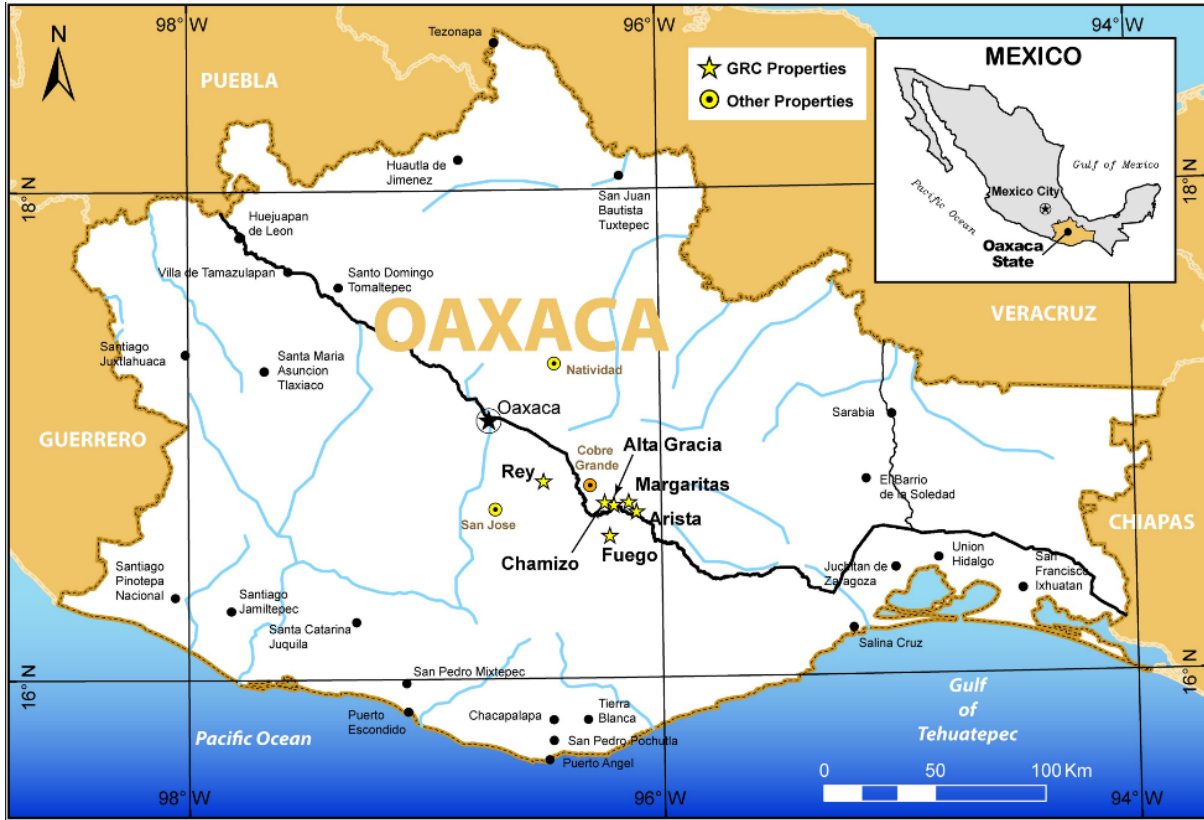 98° W
96° W
94° W
N
Tezonapa
PUEBLA
GRC Properties
Other Properties
MEXICO
Gulf of Mexico
Mexico City
Pacific Ocean
Oaxaca
State
18° N
18° N
Huautla de
Jimenez
San Juan
Bautista
Tuxtepec
Huejuapan
de Leon
Villa de Tamazulapan
Santo Domingo
Tomaltepec
OAXACA
VERACRUZ
Santiago
Juxtlahuaca
Santa Maria
Asuncion
Tlaxiaco
Natividad
GUERRERO
Oaxaca
Sarabia
Cobre
Grande
Alta Gracia
Rey
Margaritas
El Barrio
de la Soledad
San Jose
Arista
CHIAPAS
Chamizo
Fuego
Santiago
Pinotepa
Nacional
Santiago
Jamiltepec
Santa Catarina
Juquila
Juchitan de
Zaragoza
Union
Hidalgo
San
Francisco
Ixhuatan
Salina Cruz
16° N
16° N
San Pedro Mixtepec
Puerto
Escondido
Chacapalapa
Tierra
Blanca
San Pedro Pochutla
Puerto Angel
Pacific Ocean
Gulf
of
Tehuatepec
0 50 100 Km
98° W
96° W
94° W